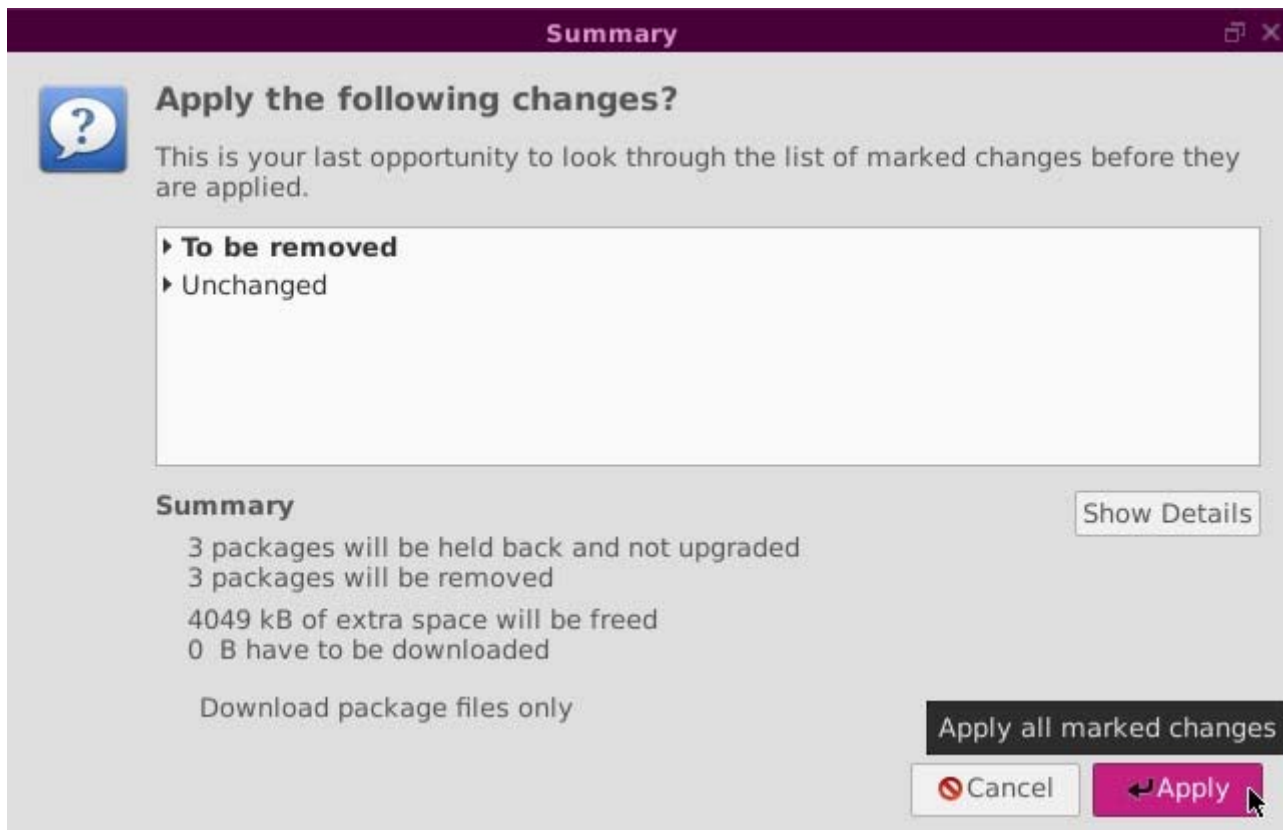 Summary
Apply the following changes?
This is your last opportunity to look through the list of marked changes before they
are applied.
To be removed
Unchanged
Summary
Show Details
3 packages will be held back and not upgraded
3 packages will be removed
4049 kB of extra space will be freed
0 B have to be downloaded
Download package files only
Apply all marked changes
Cancel
Apply